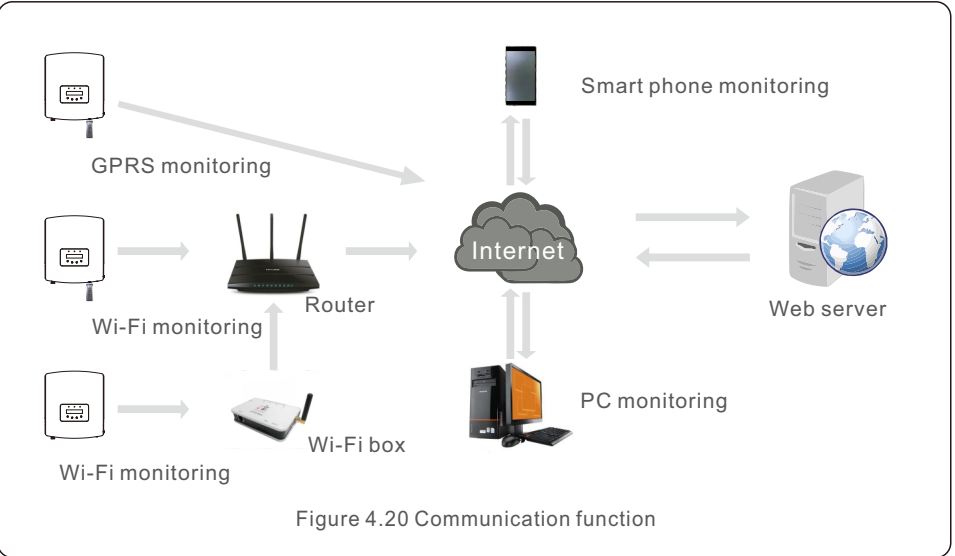 Smart phone monitoring
GPRS monitoring
Internet
Router
Web server
Wi-Fi monitoring
PC monitoring
Wi-Fi box
Wi-Fi monitoring
Figure 4.20 Communication function